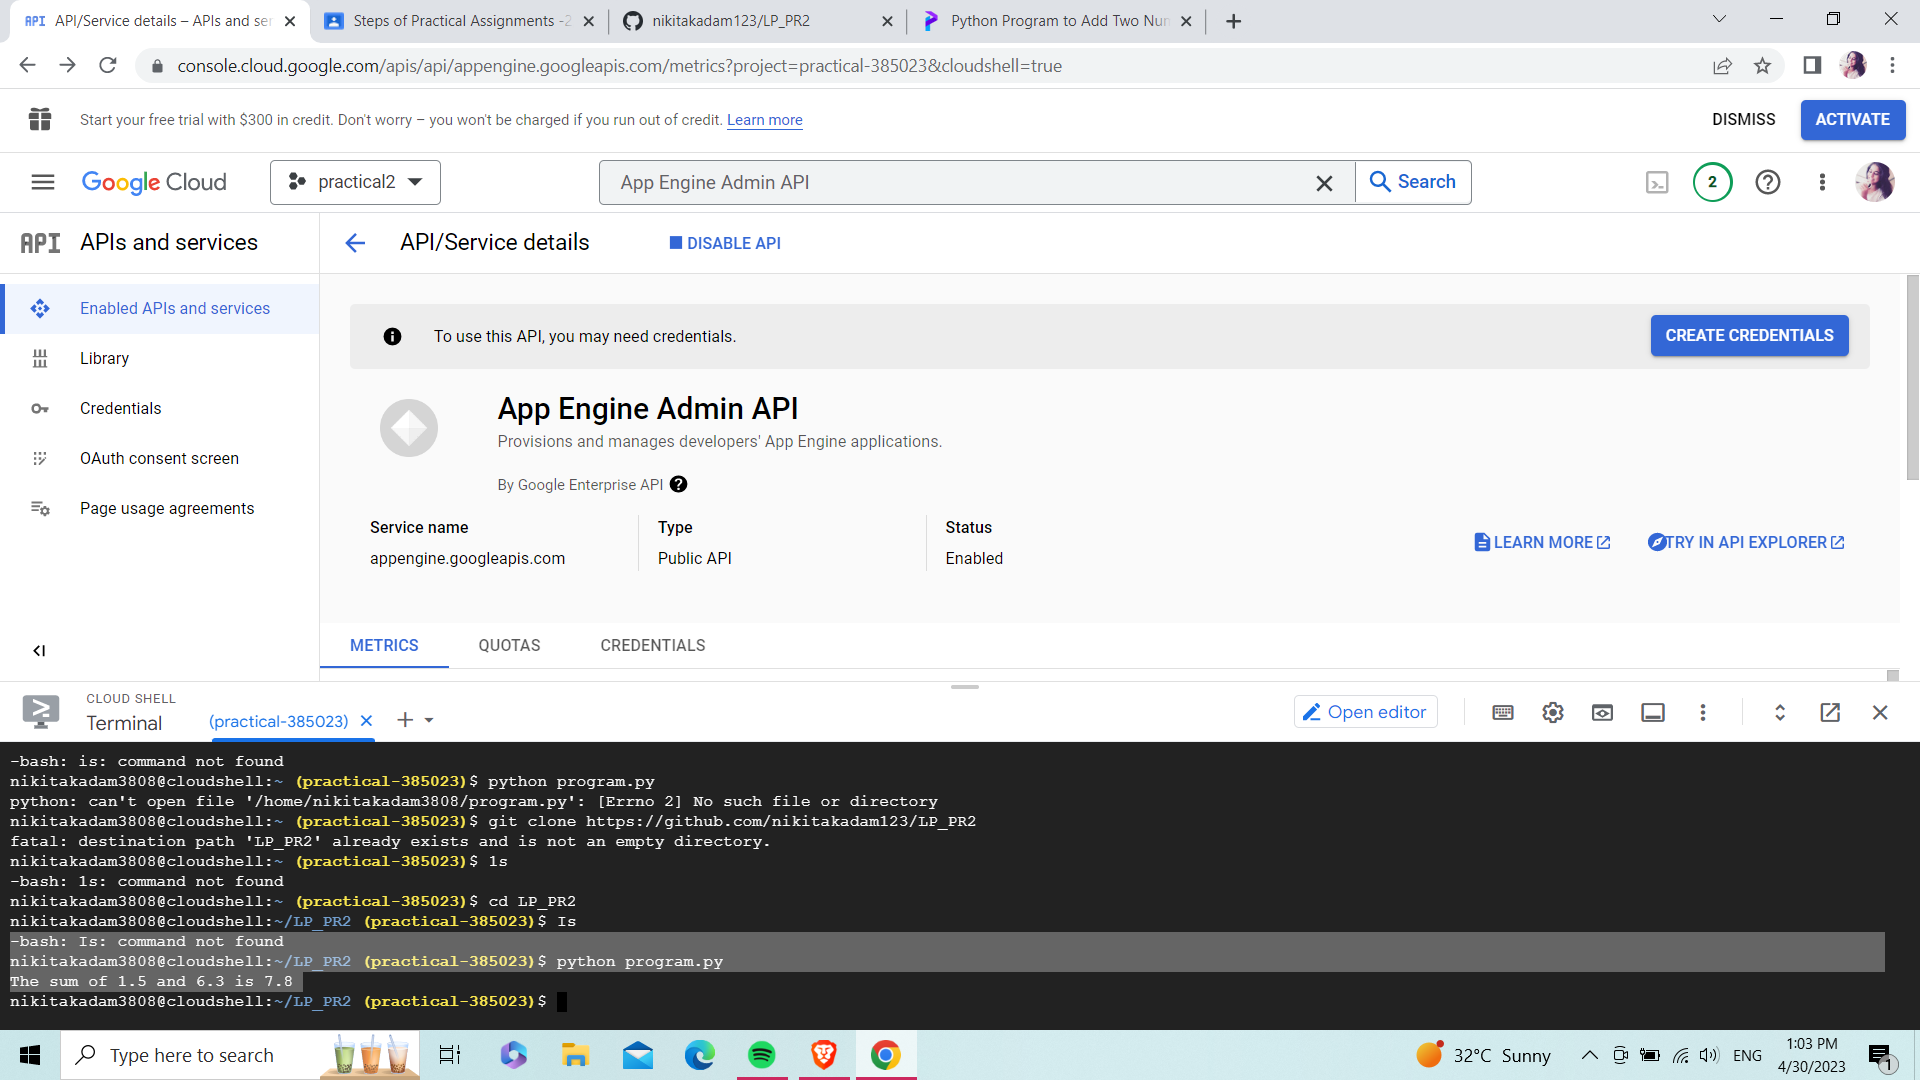 API API/Service details – APIs and ser
Steps of Practical Assignments -2
nikitakadam123/LP_PR2
Python Program to Add Two Num
console.cloud.google.com/apis/api/appengine.googleapis.com/metrics?project=practical-385023&cloudshell=true
Start your free trial with $300 in credit. Don't worry – you won't be charged if you run out of credit. Learn more
DISMISS
ACTIVATE
Google Cloud
practical2
App Engine Admin API
Search
2
API APIs and services
API/Service details
DISABLE API
Enabled APIs and services
Library
Credentials
OAuth consent screen
Page usage agreements
To use this API, you may need credentials.
CREATE CREDENTIALS
App Engine Admin API
Provisions and manages developers' App Engine applications.
By Google Enterprise API
Service name
appengine.googleapis.com
Type
Public API
Status
Enabled
LEARN MORE
TRY IN API EXPLORER
METRICS
QUOTAS
CREDENTIALS
CLOUD SHELL
Terminal
(practical-385023)
Open editor
-bash: is: command not found
nikitakadam3808@cloudshell:~ (practical-385023)$ python program.py
python: can't open file '/home/nikitakadam3808/program.py': [Errno 2] No such file or directory
nikitakadam3808@cloudshell:~ (practical-385023)$ git clone https://github.com/nikitakadam123/LP_PR2
fatal: destination path 'LP_PR2' already exists and is not an empty directory.
nikitakadam3808@cloudshell:~ (practical-385023)$ 1s
-bash: 1s: command not found
nikitakadam3808@cloudshell:~ (practical-385023)$ cd LP_PR2
nikitakadam3808@cloudshell:~/LP_PR2 (practical-385023)$ Is
-bash: Is: command not found
nikitakadam3808@cloudshell:~/LP_PR2 (practical-385023)$ python program.py
The sum of 1.5 and 6.3 is 7.8
nikitakadam3808@cloudshell:~/LP_PR2 (practical-385023)$
Type here to search
32°C Sunny
ENG
1:03 PM
4/30/2023
1